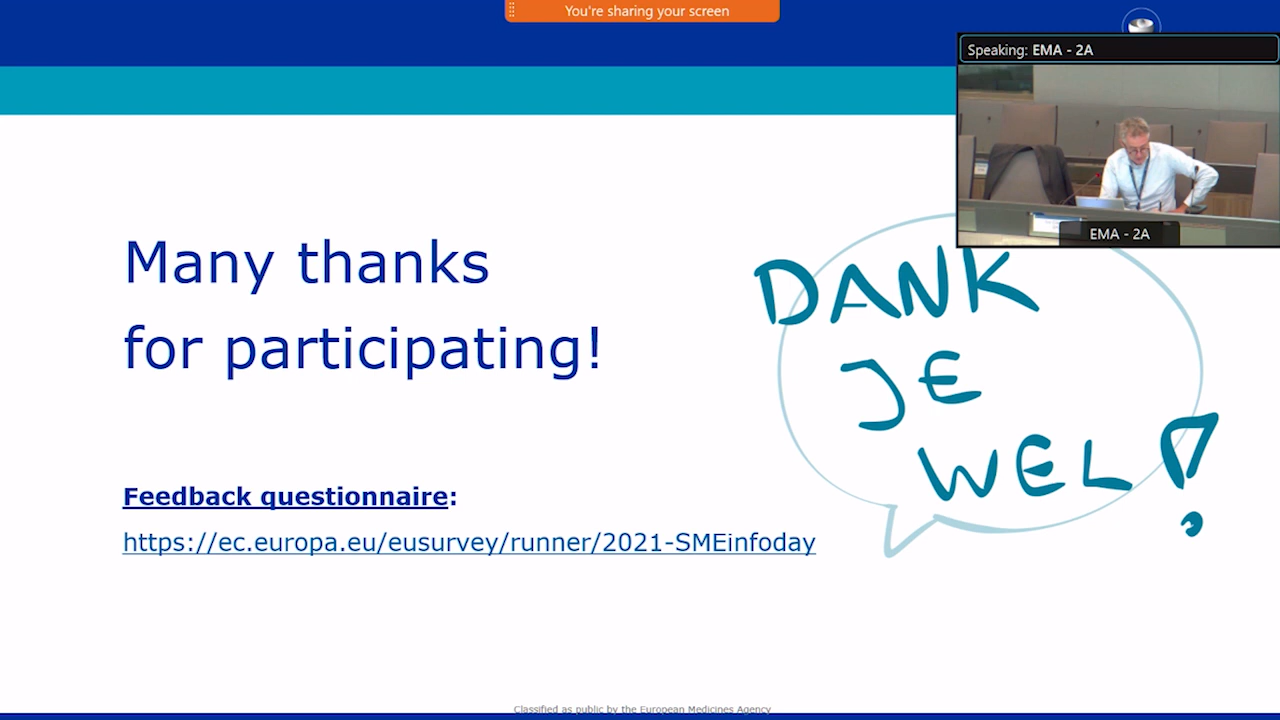 You're sharing your screen
Speaking: EMA - 2A
EMA - 2A
Many thanks
for participating!
DANK
JE
WEL!
Feedback questionnaire:
https://ec.europa.eu/eusurvey/runner/2021-SMEinfoday
Classified as public by the European Medicines Agency